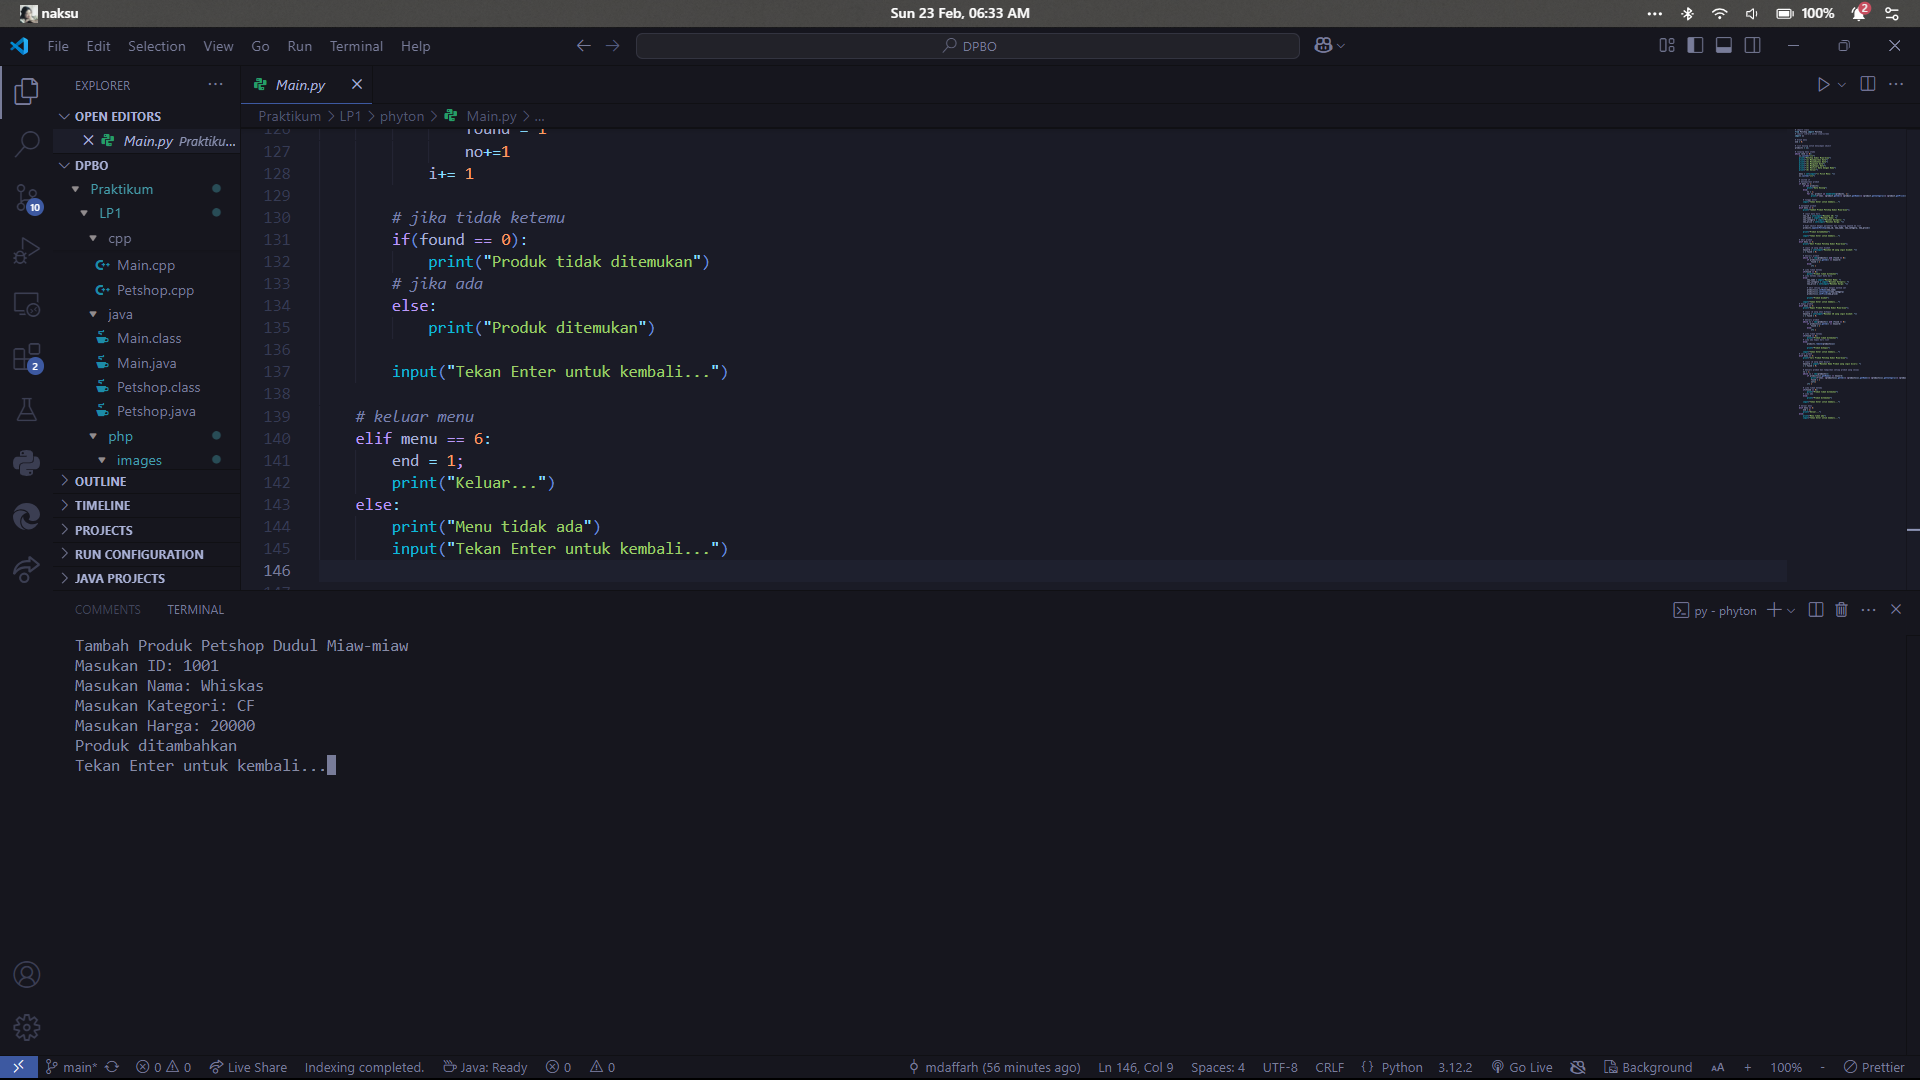 naksu
Sun 23 Feb, 06:33 AM
100%
2
File Edit Selection View Go Run Terminal Help
DPBO
EXPLORER
OPEN EDITORS
Main.py Praktiku...
DPBO
Praktikum
LP1
cpp
Main.cpp
Petshop.cpp
java
Main.class
Main.java
Petshop.class
Petshop.java
php
images
OUTLINE
TIMELINE
PROJECTS
RUN CONFIGURATION
JAVA PROJECTS
10
2
Main.py
Praktikum > LP1 > phyton > Main.py > ...
126 found = 1
127 no+=1
128 i+= 1
129
130 # jika tidak ketemu
131 if(found == 0):
132 print("Produk tidak ditemukan")
133 # jika ada
134 else:
135 print("Produk ditemukan")
136
137 input("Tekan Enter untuk kembali...")
138
139 # keluar menu
140 elif menu == 6:
141 end = 1;
142 print("Keluar...")
143 else:
144 print("Menu tidak ada")
145 input("Tekan Enter untuk kembali...")
146
COMMENTS TERMINAL
py - phyton
Tambah Produk Petshop Dudul Miaw-miaw
Masukan ID: 1001
Masukan Nama: Whiskas
Masukan Kategori: CF
Masukan Harga: 20000
Produk ditambahkan
Tekan Enter untuk kembali...
main* 0 0 Live Share Indexing completed. Java: Ready 0 0 mdaffarh (56 minutes ago) Ln 146, Col 9 Spaces: 4 UTF-8 CRLF {} Python 3.12.2 Go Live Background AA + 100% - Prettier